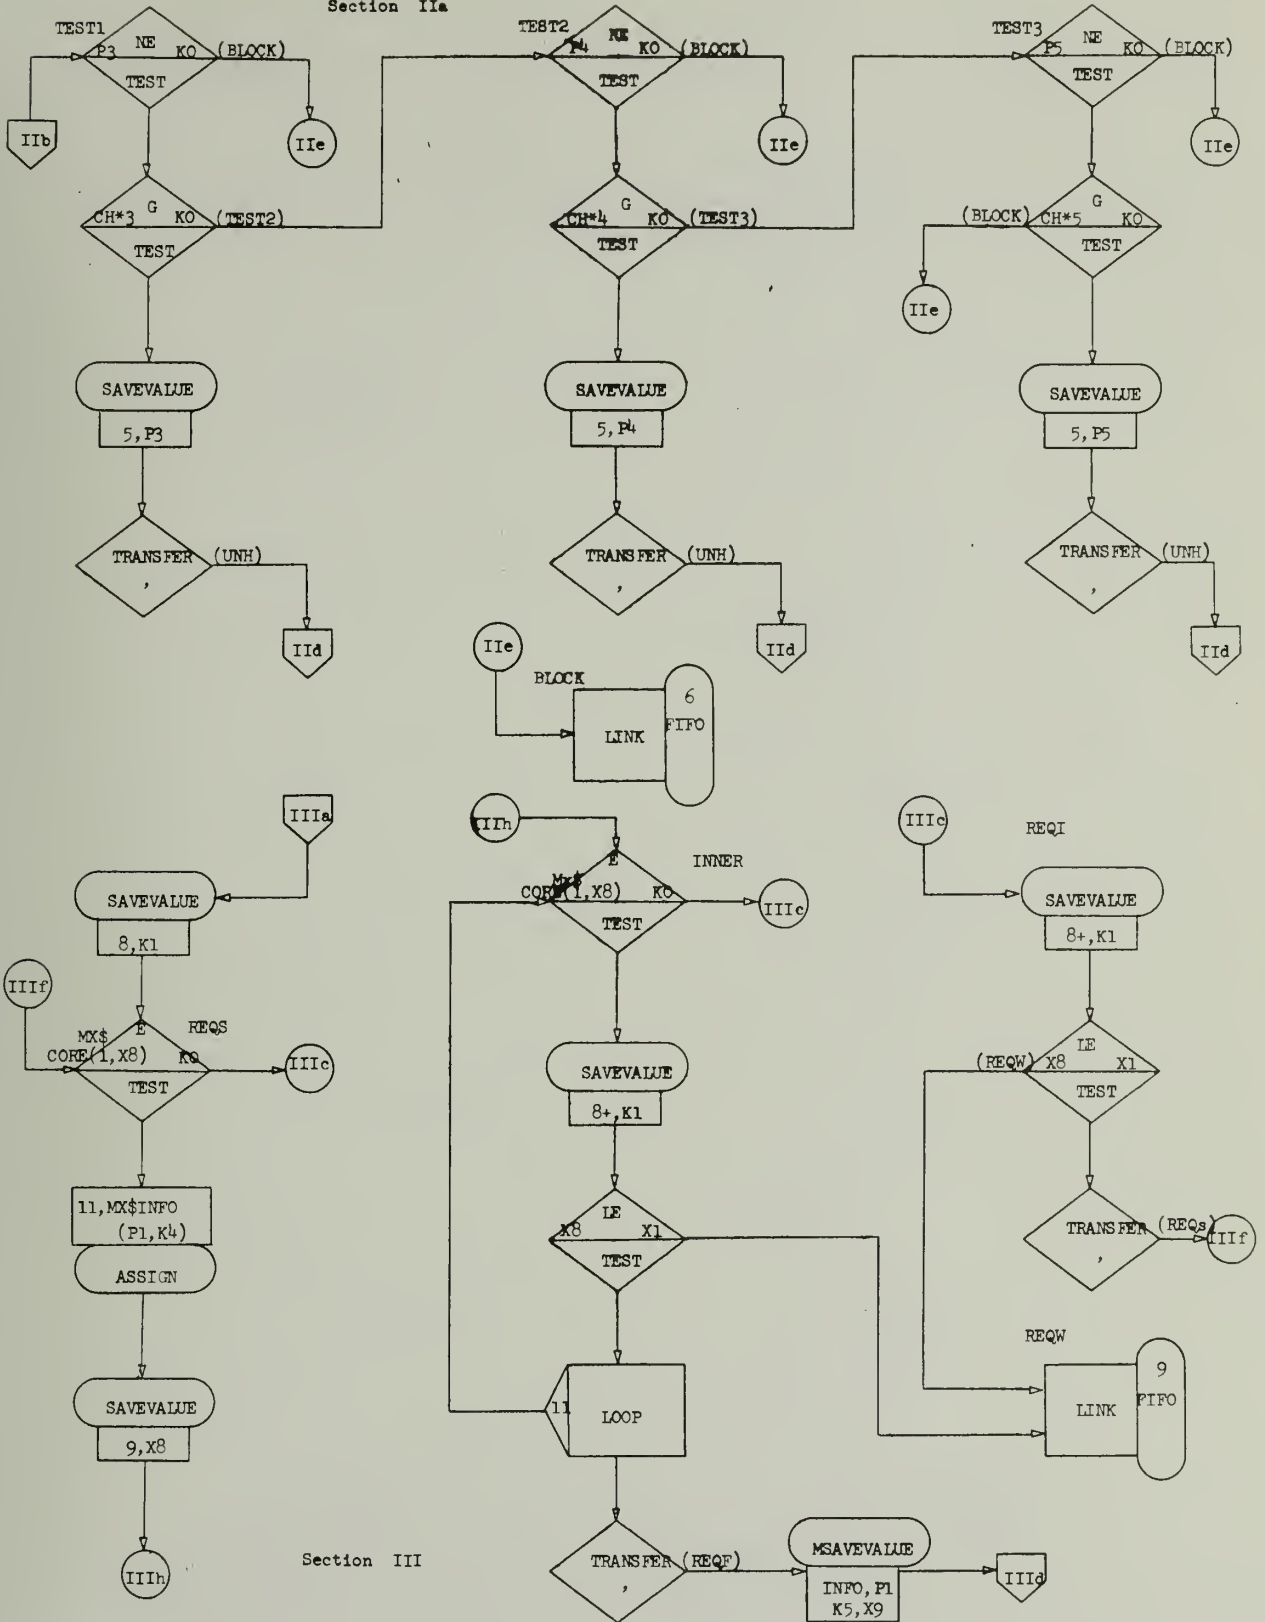 Section IIa
TEST1
NE
P3 KO (BLOCK)
TEST
IIb
IIe
G
CH*3 KO (TEST2)
TEST
SAVEVALUE
5,P3
TRANSFER (UNH)
,
IId
TEST2
NE
P4 KO (BLOCK)
TEST
IIe
G
CH*4 KO (TEST3)
TEST
SAVEVALUE
5,P4
TRANSFER (UNH)
,
IId
TEST3
NE
P5 KO (BLOCK)
TEST
IIe
G
(BLOCK) CH*5 KO
TEST
IIe
SAVEVALUE
5,P5
TRANSFER (UNH)
,
IId
IIe
BLOCK
LINK
6
FIFO
IIIa
SAVEVALUE
8,K1
IIIf
E REQS
MX$
CORE(1,X8) KO
TEST
IIIc
11,MX$INFO
(P1,K4)
ASSIGN
SAVEVALUE
9,X8
IIIh
IIIh
E INNER
MX$
CORE(1,X8) KO
TEST
IIIc
SAVEVALUE
8+,K1
LE
X8 X1
TEST
11 LOOP
TRANSFER (REQF)
,
MSAVEVALUE
INFO,P1
K5,X9
IIId
IIIc
REQI
SAVEVALUE
8+,K1
LE
(REQW) X8 X1
TEST
TRANSFER (REQs)
,
IIIf
REQW
LINK
9
FIFO
Section III